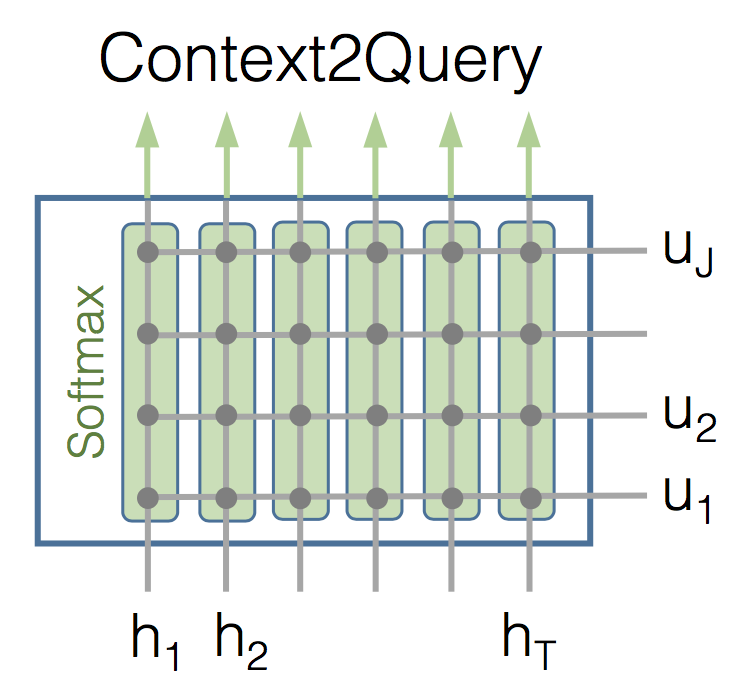 Context2Query
Softmax
u_J
u_2
u_1
h_1 h_2 h_T